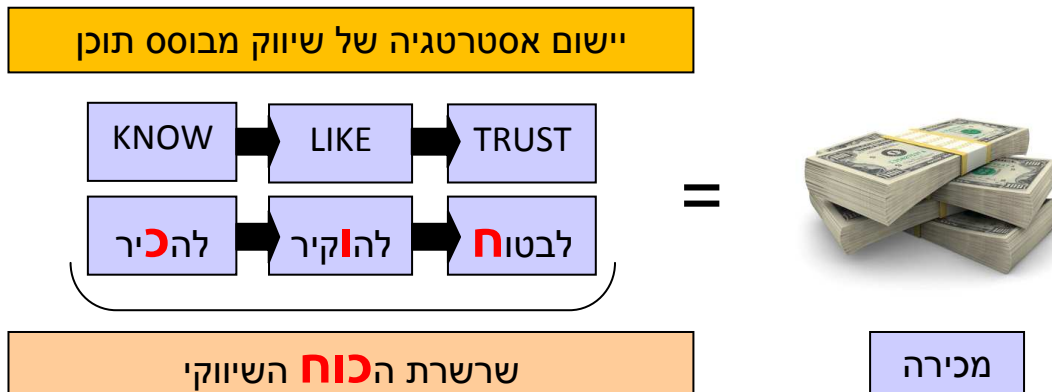 יישום אסטרטגיה של שיווק מבוסס תוכן
KNOW LIKE TRUST
=
להכיר להוקיר לבטוח
שרשרת הכוח השיווקי
מכירה